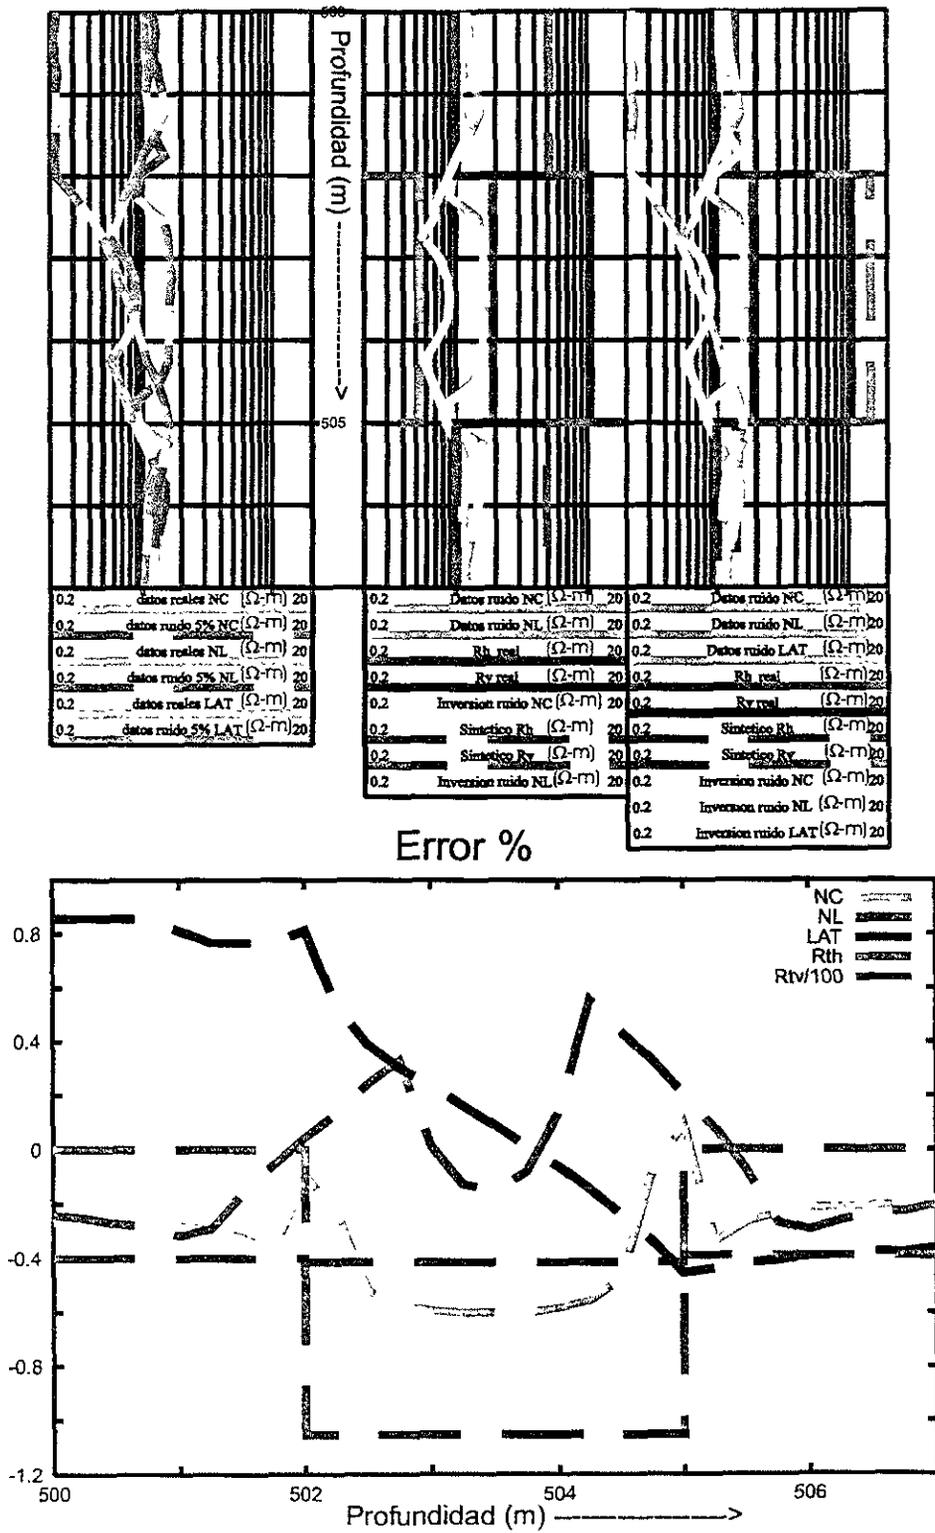 500
Profundidad (m) -------->
505
0.2 datos reales NC (Ω-m) 20
0.2 datos ruido 5% NC (Ω-m) 20
0.2 datos reales NL (Ω-m) 20
0.2 datos ruido 5% NL (Ω-m) 20
0.2 datos reales LAT (Ω-m) 20
0.2 datos ruido 5% LAT (Ω-m) 20
0.2 Datos ruido NC (Ω-m) 20
0.2 Datos ruido NL (Ω-m) 20
0.2 Rh real (Ω-m) 20
0.2 Rv real (Ω-m) 20
0.2 Inversion ruido NC (Ω-m) 20
0.2 Sintetico Rh (Ω-m) 20
0.2 Sintetico Rv (Ω-m) 20
0.2 Inversion ruido NL (Ω-m) 20
0.2 Datos ruido NC (Ω-m) 20
0.2 Datos ruido NL (Ω-m) 20
0.2 Datos ruido LAT (Ω-m) 20
0.2 Rh real (Ω-m) 20
0.2 Rv real (Ω-m) 20
0.2 Sintetico Rh (Ω-m) 20
0.2 Sintetico Rv (Ω-m) 20
0.2 Inversion ruido NC (Ω-m) 20
0.2 Inversion ruido NL (Ω-m) 20
0.2 Inversion ruido LAT (Ω-m) 20
Error %
NC
NL
LAT
Rth
Rtv/100
0.8
0.4
0
-0.4
-0.8
-1.2
500 502 504 506
Profundidad (m) -------->